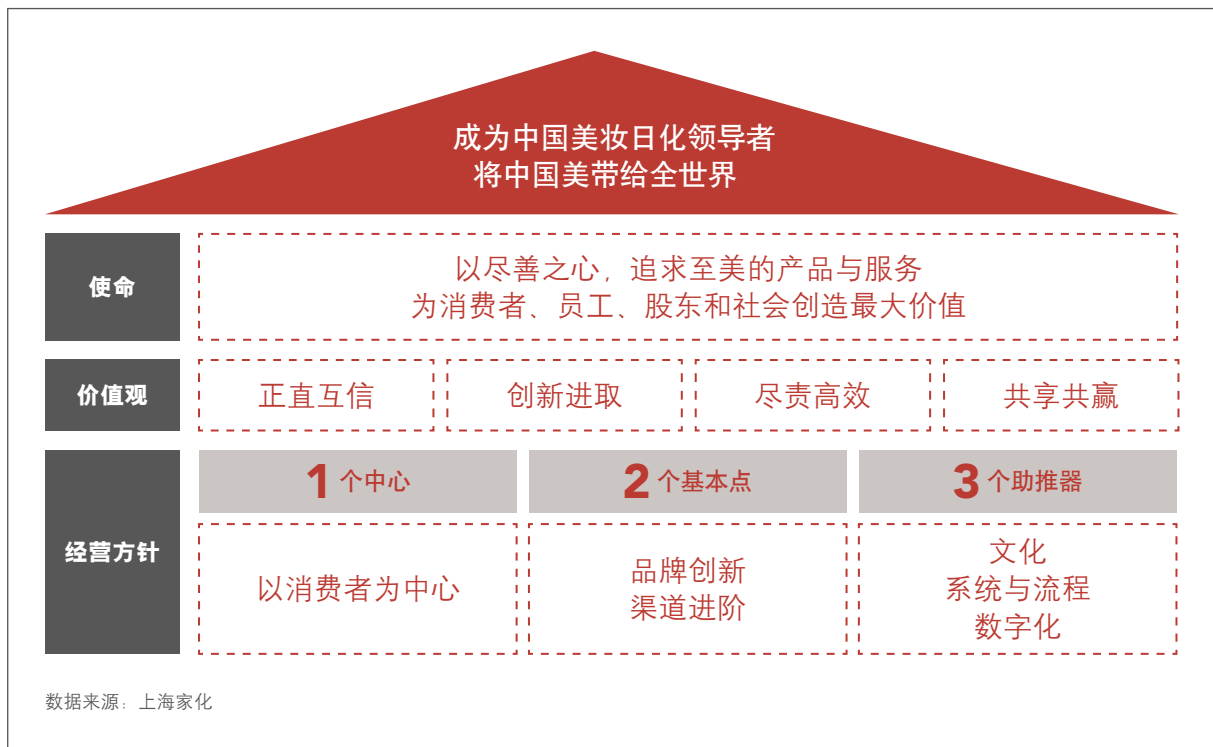 成为中国美妆日化领导者
将中国美带给全世界
使命
以尽善之心，追求至美的产品与服务
为消费者、员工、股东和社会创造最大价值
价值观
正直互信
创新进取
尽责高效
共享共赢
经营方针
1个中心
2个基本点
3个助推器
以消费者为中心
品牌创新
渠道进阶
文化
系统与流程
数字化
数据来源：上海家化